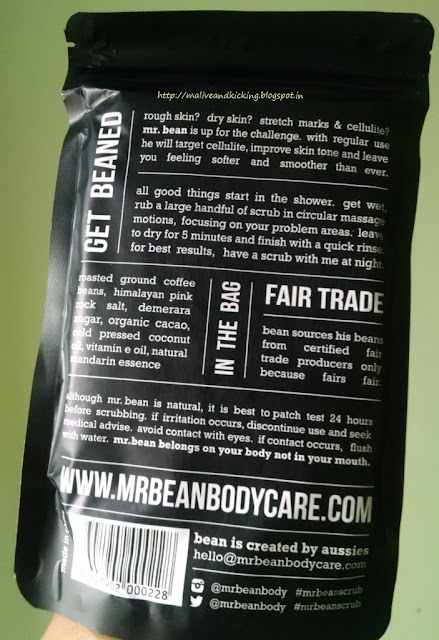 http://maliveandkicking.blogspot.in
GET BEANED
rough skin? dry skin? stretch marks & cellulite?
mr. bean is up for the challenge. with regular use
he will target cellulite, improve skin tone and leave
you feeling softer and smoother than ever.
all good things start in the shower. get wet,
rub a large handful of scrub in circular massage
motions, focusing on your problem areas. leave
to dry for 5 minutes and finish with a quick rinse.
for best results, have a scrub with me at night.
roasted ground coffee
beans, himalayan pink
rock salt, demerara
sugar, organic cacao,
cold pressed coconut
oil, vitamin e oil, natural
mandarin essence
IN THE BAG
FAIR TRADE
bean sources his beans
from certified fair
trade producers only
because fairs fair.
although mr. bean is natural, it is best to patch test 24 hours
before scrubbing. if irritation occurs, discontinue use and seek
medical advise. avoid contact with eyes. if contact occurs, flush
with water. mr.bean belongs on your body not in your mouth.
WWW.MRBEANBODYCARE.COM
made in
000228
bean is created by aussies
hello@mrbeanbodycare.com
@mrbeanbody #mrbeanscrub
@mrbeanbody #mrbeanscrub